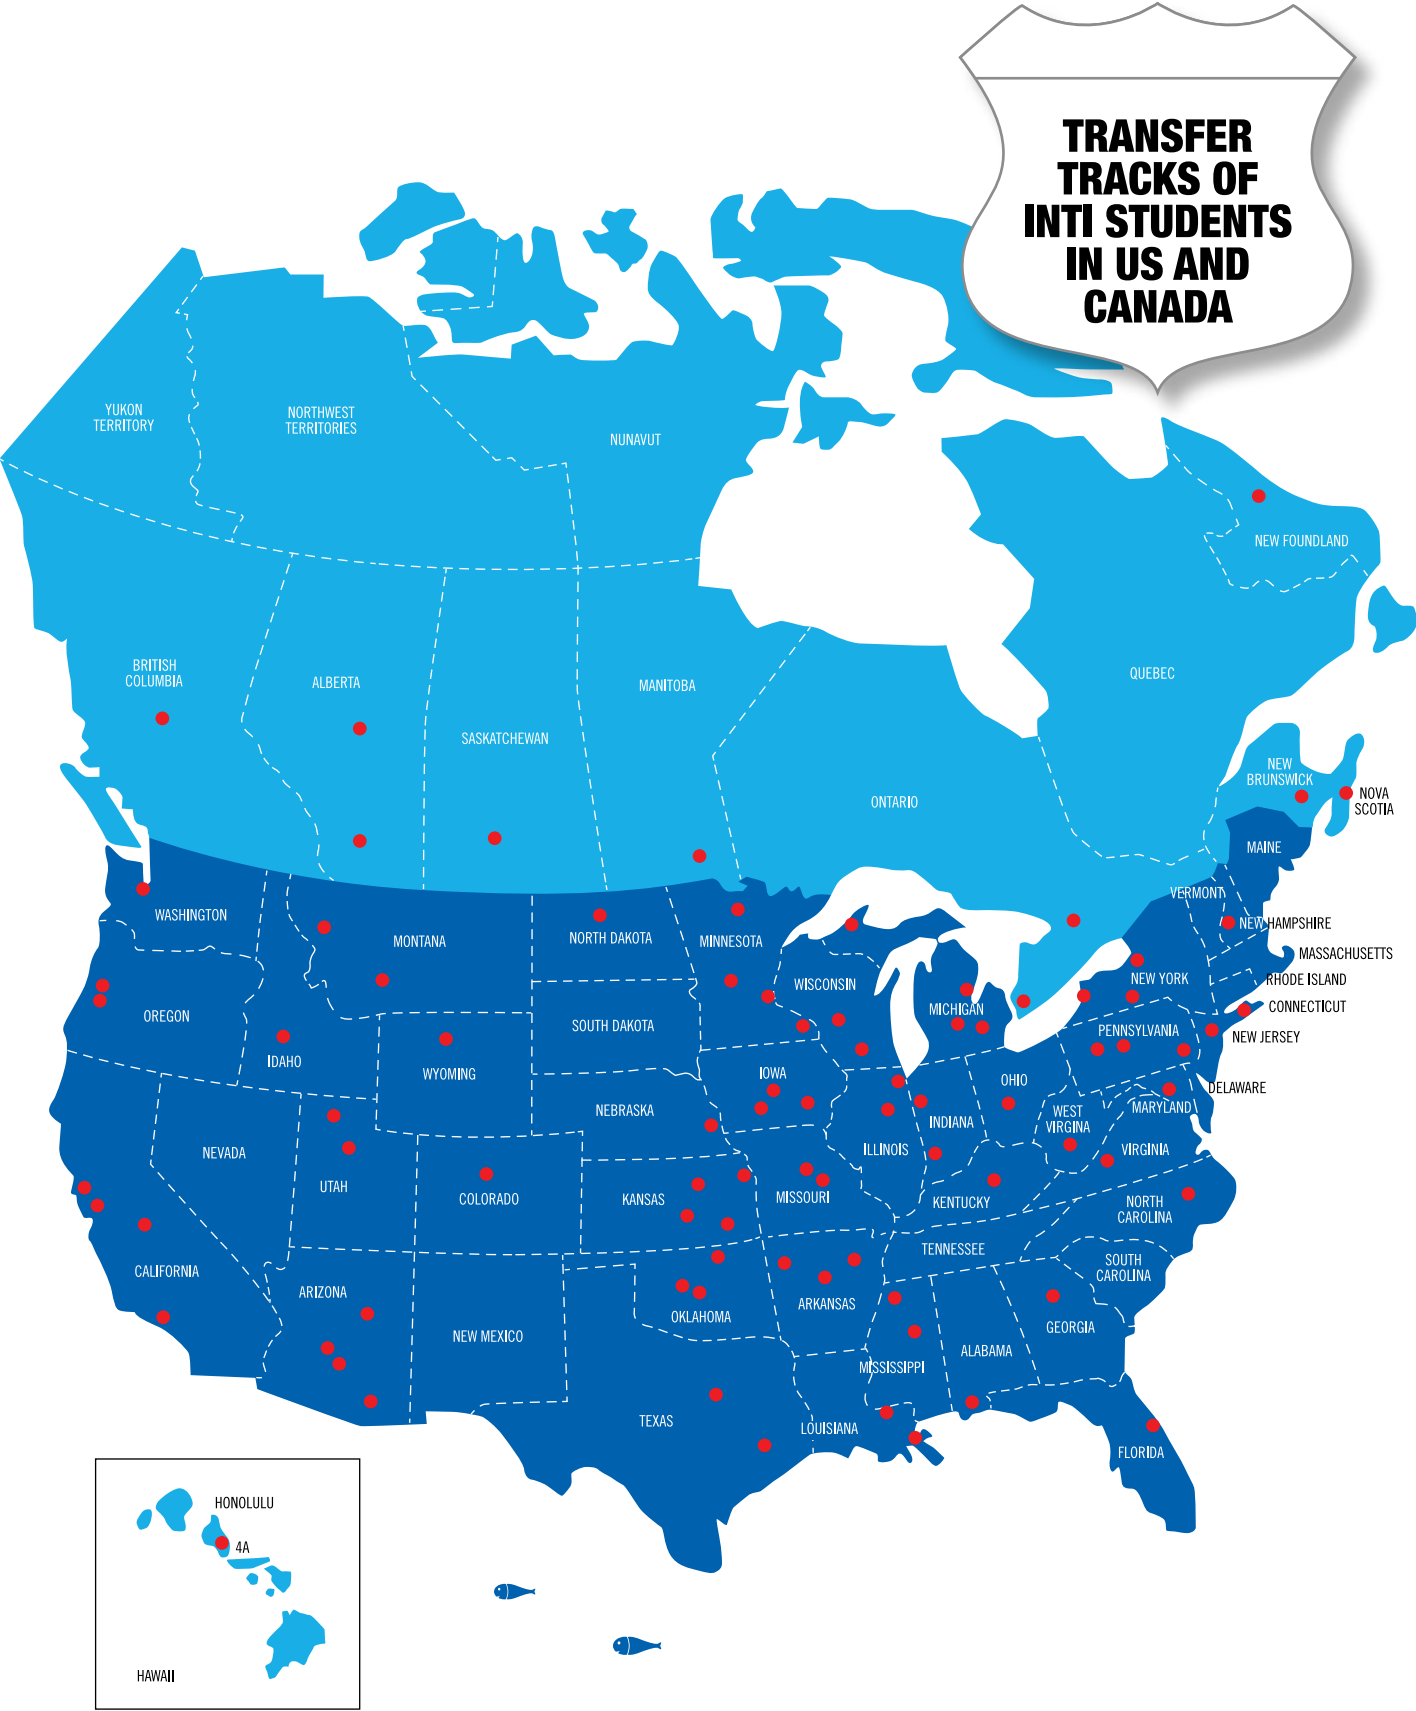 TRANSFER
TRACKS OF
INTI STUDENTS
IN US AND
CANADA
YUKON
TERRITORY
NORTHWEST
TERRITORIES
NUNAVUT
NEW FOUNDLAND
BRITISH
COLUMBIA
ALBERTA
SASKATCHEWAN
MANITOBA
ONTARIO
QUEBEC
NEW
BRUNSWICK
NOVA
SCOTIA
MAINE
VERMONT
NEW HAMPSHIRE
MASSACHUSETTS
RHODE ISLAND
CONNECTICUT
NEW JERSEY
DELAWARE
WASHINGTON
MONTANA
NORTH DAKOTA
MINNESOTA
WISCONSIN
MICHIGAN
NEW YORK
PENNSYLVANIA
OREGON
IDAHO
WYOMING
SOUTH DAKOTA
IOWA
NEBRASKA
ILLINOIS
INDIANA
OHIO
WEST
VIRGINA
MARYLAND
VIRGINIA
NEVADA
UTAH
COLORADO
KANSAS
MISSOURI
KENTUCKY
NORTH
CAROLINA
TENNESSEE
SOUTH
CAROLINA
CALIFORNIA
ARIZONA
NEW MEXICO
OKLAHOMA
ARKANSAS
MISSISSIPPI
ALABAMA
GEORGIA
TEXAS
LOUISIANA
FLORIDA
HONOLULU
4A
HAWAII